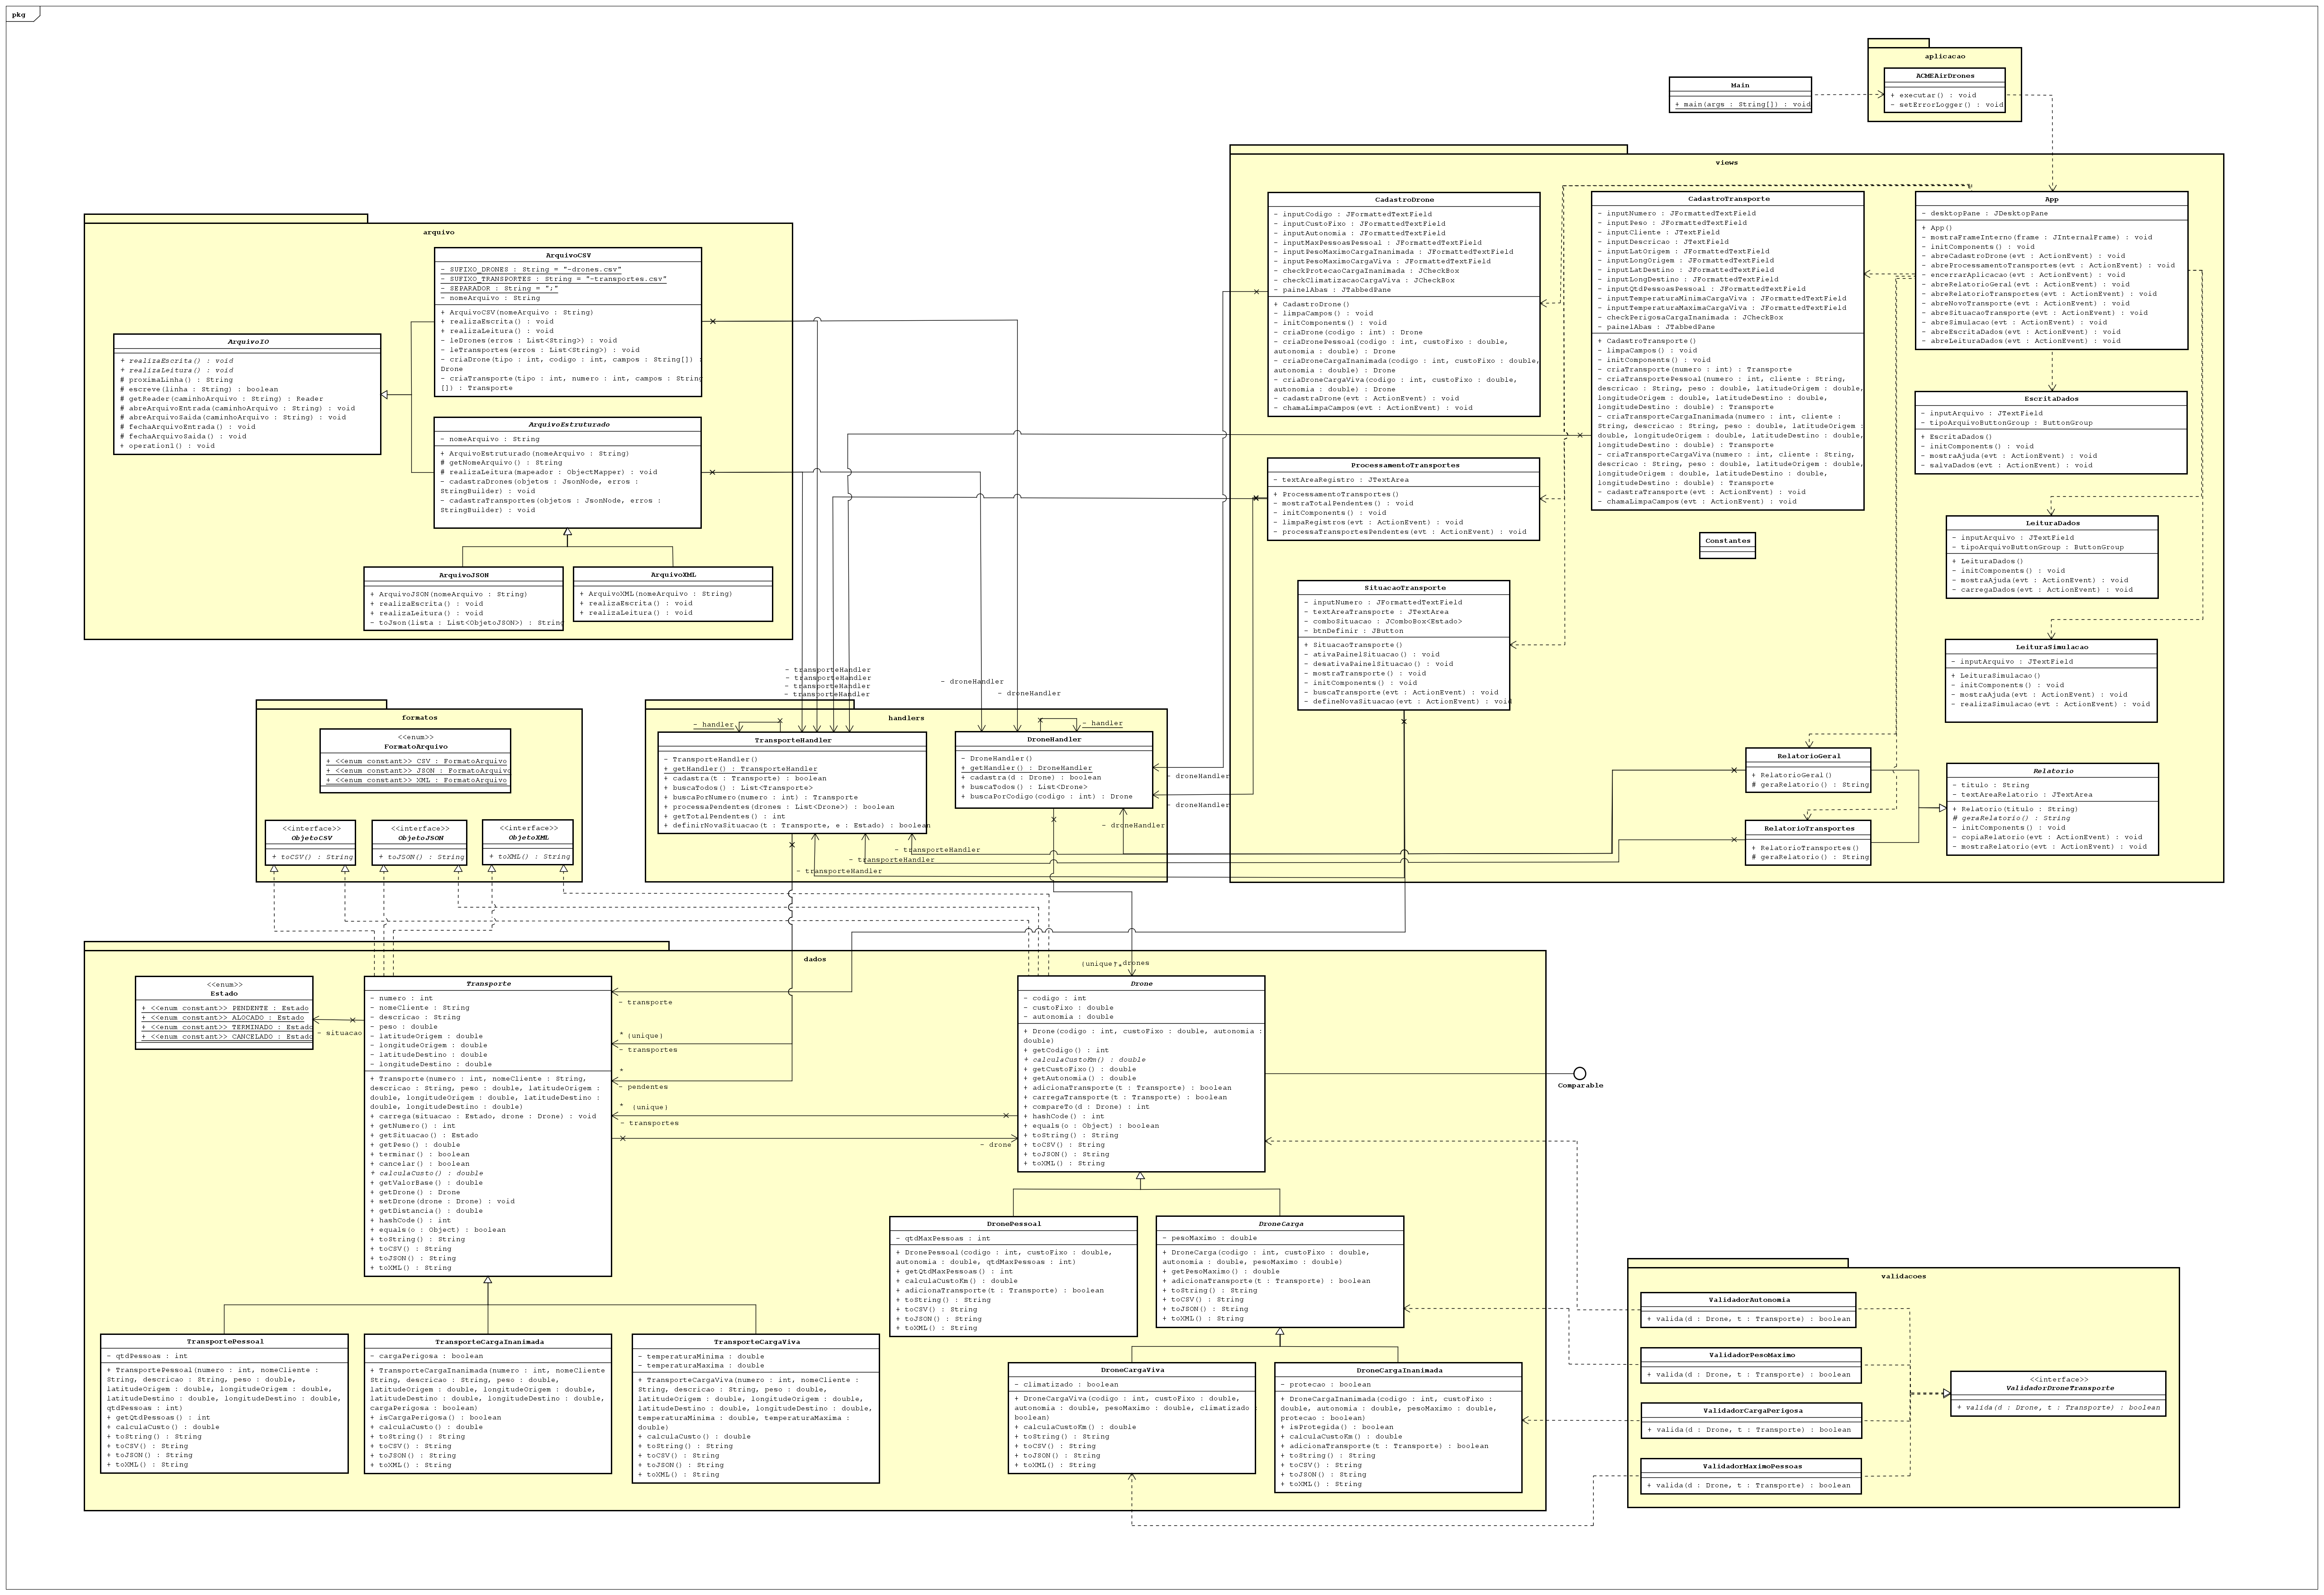 pkg
aplicacao
ACMEAirDrones
+ executar() : void
- setErrorLogger() : void
Main
+ main(args : String[]) : void
views
CadastroDrone
- inputCodigo : JFormattedTextField
- inputCustoFixo : JFormattedTextField
- inputAutonomia : JFormattedTextField
- inputMaxPessoasPessoal : JFormattedTextField
- inputPesoMaximoCargaInanimada : JFormattedTextField
- inputPesoMaximoCargaViva : JFormattedTextField
- checkProtecaoCargaInanimada : JCheckBox
- checkClimatizacaoCargaViva : JCheckBox
- painelAbas : JTabbedPane
+ CadastroDrone()
- limpaCampos() : void
- initComponents() : void
- criaDrone(codigo : int) : Drone
- criaDronePessoal(codigo : int, custoFixo : double,
autonomia : double) : Drone
- criaDroneCargaInanimada(codigo : int, custoFixo : double,
autonomia : double) : Drone
- criaDroneCargaViva(codigo : int, custoFixo : double,
autonomia : double) : Drone
- cadastraDrone(evt : ActionEvent) : void
- chamaLimpaCampos(evt : ActionEvent) : void
CadastroTransporte
- inputNumero : JFormattedTextField
- inputPeso : JFormattedTextField
- inputCliente : JTextField
- inputDescricao : JTextField
- inputLatOrigem : JFormattedTextField
- inputLongOrigem : JFormattedTextField
- inputLatDestino : JFormattedTextField
- inputLongDestino : JFormattedTextField
- inputQtdPessoasPessoal : JFormattedTextField
- inputTemperaturaMinimaCargaViva : JFormattedTextField
- inputTemperaturaMaximaCargaViva : JFormattedTextField
- checkPerigosaCargaInanimada : JCheckBox
- painelAbas : JTabbedPane
+ CadastroTransporte()
- limpaCampos() : void
- initComponents() : void
- criaTransporte(numero : int) : Transporte
- criaTransportePessoal(numero : int, cliente : String,
descricao : String, peso : double, latitudeOrigem : double,
longitudeOrigem : double, latitudeDestino : double,
longitudeDestino : double) : Transporte
- criaTransporteCargaInanimada(numero : int, cliente :
String, descricao : String, peso : double, latitudeOrigem :
double, longitudeOrigem : double, latitudeDestino : double,
longitudeDestino : double) : Transporte
- criaTransporteCargaViva(numero : int, cliente : String,
descricao : String, peso : double, latitudeOrigem : double,
longitudeOrigem : double, latitudeDestino : double,
longitudeDestino : double) : Transporte
- cadastraTransporte(evt : ActionEvent) : void
- chamaLimpaCampos(evt : ActionEvent) : void
App
- desktopPane : JDesktopPane
+ App()
- mostraFrameInterno(frame : JInternalFrame) : void
- initComponents() : void
- abreCadastroDrone(evt : ActionEvent) : void
- abreProcessamentoTransportes(evt : ActionEvent) : void
- encerrarAplicacao(evt : ActionEvent) : void
- abreRelatorioGeral(evt : ActionEvent) : void
- abreRelatorioTransportes(evt : ActionEvent) : void
- abreNovoTransporte(evt : ActionEvent) : void
- abreSituacaoTransporte(evt : ActionEvent) : void
- abreSimulacao(evt : ActionEvent) : void
- abreEscritaDados(evt : ActionEvent) : void
- abreLeituraDados(evt : ActionEvent) : void
EscritaDados
- inputArquivo : JTextField
- tipoArquivoButtonGroup : ButtonGroup
+ EscritaDados()
- initComponents() : void
- mostraAjuda(evt : ActionEvent) : void
- salvaDados(evt : ActionEvent) : void
ProcessamentoTransportes
- textAreaRegistro : JTextArea
+ ProcessamentoTransportes()
- mostraTotalPendentes() : void
- initComponents() : void
- limpaRegistros(evt : ActionEvent) : void
- processaTransportesPendentes(evt : ActionEvent) : void
Constantes
LeituraDados
- inputArquivo : JTextField
- tipoArquivoButtonGroup : ButtonGroup
+ LeituraDados()
- initComponents() : void
- mostraAjuda(evt : ActionEvent) : void
- carregaDados(evt : ActionEvent) : void
SituacaoTransporte
- inputNumero : JFormattedTextField
- textAreaTransporte : JTextArea
- comboSituacao : JComboBox<Estado>
- btnDefinir : JButton
+ SituacaoTransporte()
- ativaPainelSituacao() : void
- desativaPainelSituacao() : void
- mostraTransporte() : void
- initComponents() : void
- buscaTransporte(evt : ActionEvent) : void
- defineNovaSituacao(evt : ActionEvent) : void
LeituraSimulacao
- inputArquivo : JTextField
+ LeituraSimulacao()
- initComponents() : void
- mostraAjuda(evt : ActionEvent) : void
- realizaSimulacao(evt : ActionEvent) : void
RelatorioGeral
+ RelatorioGeral()
# geraRelatorio() : String
RelatorioTransportes
+ RelatorioTransportes()
# geraRelatorio() : String
Relatorio
- titulo : String
- textAreaRelatorio : JTextArea
+ Relatorio(titulo : String)
# geraRelatorio() : String
- initComponents() : void
- copiaRelatorio(evt : ActionEvent) : void
- mostraRelatorio(evt : ActionEvent) : void
arquivo
ArquivoCSV
- SUFIXO_DRONES : String = "-drones.csv"
- SUFIXO_TRANSPORTES : String = "-transportes.csv"
- SEPARADOR : String = ";"
- nomeArquivo : String
+ ArquivoCSV(nomeArquivo : String)
+ realizaEscrita() : void
+ realizaLeitura() : void
- leDrones(erros : List<String>) : void
- leTransportes(erros : List<String>) : void
- criaDrone(tipo : int, codigo : int, campos : String[]) :
Drone
- criaTransporte(tipo : int, numero : int, campos : String
[]) : Transporte
ArquivoIO
+ realizaEscrita() : void
+ realizaLeitura() : void
# proximaLinha() : String
# escreve(linha : String) : boolean
# getReader(caminhoArquivo : String) : Reader
# abreArquivoEntrada(caminhoArquivo : String) : void
# abreArquivoSaida(caminhoArquivo : String) : void
# fechaArquivoEntrada() : void
# fechaArquivoSaida() : void
+ operation1() : void
ArquivoEstruturado
- nomeArquivo : String
+ ArquivoEstruturado(nomeArquivo : String)
# getNomeArquivo() : String
# realizaLeitura(mapeador : ObjectMapper) : void
- cadastraDrones(objetos : JsonNode, erros :
StringBuilder) : void
- cadastraTransportes(objetos : JsonNode, erros :
StringBuilder) : void
ArquivoJSON
+ ArquivoJSON(nomeArquivo : String)
+ realizaEscrita() : void
+ realizaLeitura() : void
- toJson(lista : List<ObjetoJSON>) : String
ArquivoXML
+ ArquivoXML(nomeArquivo : String)
+ realizaEscrita() : void
+ realizaLeitura() : void
- transporteHandler
- transporteHandler
- transporteHandler
- transporteHandler
- droneHandler
- droneHandler
formatos
<<enum>>
FormatoArquivo
+ <<enum constant>> CSV : FormatoArquivo
+ <<enum constant>> JSON : FormatoArquivo
+ <<enum constant>> XML : FormatoArquivo
<<interface>>
ObjetoCSV
+ toCSV() : String
<<interface>>
ObjetoJSON
+ toJSON() : String
<<interface>>
ObjetoXML
+ toXML() : String
handlers
- handler
- handler
TransporteHandler
- TransporteHandler()
+ getHandler() : TransporteHandler
+ cadastra(t : Transporte) : boolean
+ buscaTodos() : List<Transporte>
+ buscaPorNumero(numero : int) : Transporte
+ processaPendentes(drones : List<Drone>) : boolean
+ getTotalPendentes() : int
+ definirNovaSituacao(t : Transporte, e : Estado) : boolean
DroneHandler
- DroneHandler()
+ getHandler() : DroneHandler
+ cadastra(d : Drone) : boolean
+ buscaTodos() : List<Drone>
+ buscaPorCodigo(codigo : int) : Drone
- droneHandler
- droneHandler
- droneHandler
- transporteHandler
- transporteHandler
- transporteHandler
dados
{unique} * - drones
<<enum>>
Estado
+ <<enum constant>> PENDENTE : Estado
+ <<enum constant>> ALOCADO : Estado
+ <<enum constant>> TERMINADO : Estado
+ <<enum constant>> CANCELADO : Estado
- situacao
Transporte
- numero : int
- nomeCliente : String
- descricao : String
- peso : double
- latitudeOrigem : double
- longitudeOrigem : double
- latitudeDestino : double
- longitudeDestino : double
+ Transporte(numero : int, nomeCliente : String,
descricao : String, peso : double, latitudeOrigem :
double, longitudeOrigem : double, latitudeDestino :
double, longitudeDestino : double)
+ carrega(situacao : Estado, drone : Drone) : void
+ getNumero() : int
+ getSituacao() : Estado
+ getPeso() : double
+ terminar() : boolean
+ cancelar() : boolean
+ calculaCusto() : double
+ getValorBase() : double
+ getDrone() : Drone
+ setDrone(drone : Drone) : void
+ getDistancia() : double
+ hashCode() : int
+ equals(o : Object) : boolean
+ toString() : String
+ toCSV() : String
+ toJSON() : String
+ toXML() : String
- transporte
* {unique}
- transportes
*
- pendentes
* {unique}
- transportes
- drone
Drone
- codigo : int
- custoFixo : double
- autonomia : double
+ Drone(codigo : int, custoFixo : double, autonomia :
double)
+ getCodigo() : int
+ calculaCustoKm() : double
+ getCustoFixo() : double
+ getAutonomia() : double
+ adicionaTransporte(t : Transporte) : boolean
+ carregaTransporte(t : Transporte) : boolean
+ compareTo(d : Drone) : int
+ hashCode() : int
+ equals(o : Object) : boolean
+ toString() : String
+ toCSV() : String
+ toJSON() : String
+ toXML() : String
Comparable
DronePessoal
- qtdMaxPessoas : int
+ DronePessoal(codigo : int, custoFixo : double,
autonomia : double, qtdMaxPessoas : int)
+ getQtdMaxPessoas() : int
+ calculaCustoKm() : double
+ adicionaTransporte(t : Transporte) : boolean
+ toString() : String
+ toCSV() : String
+ toJSON() : String
+ toXML() : String
DroneCarga
- pesoMaximo : double
+ DroneCarga(codigo : int, custoFixo : double,
autonomia : double, pesoMaximo : double)
+ getPesoMaximo() : double
+ adicionaTransporte(t : Transporte) : boolean
+ toString() : String
+ toCSV() : String
+ toJSON() : String
+ toXML() : String
TransportePessoal
- qtdPessoas : int
+ TransportePessoal(numero : int, nomeCliente :
String, descricao : String, peso : double,
latitudeOrigem : double, longitudeOrigem : double,
latitudeDestino : double, longitudeDestino : double,
qtdPessoas : int)
+ getQtdPessoas() : int
+ calculaCusto() : double
+ toString() : String
+ toCSV() : String
+ toJSON() : String
+ toXML() : String
TransporteCargaInanimada
- cargaPerigosa : boolean
+ TransporteCargaInanimada(numero : int, nomeCliente
: String, descricao : String, peso : double,
latitudeOrigem : double, longitudeOrigem : double,
latitudeDestino : double, longitudeDestino : double,
cargaPerigosa : boolean)
+ isCargaPerigosa() : boolean
+ calculaCusto() : double
+ toString() : String
+ toCSV() : String
+ toJSON() : String
+ toXML() : String
TransporteCargaViva
- temperaturaMinima : double
- temperaturaMaxima : double
+ TransporteCargaViva(numero : int, nomeCliente :
String, descricao : String, peso : double,
latitudeOrigem : double, longitudeOrigem : double,
latitudeDestino : double, longitudeDestino : double,
temperaturaMinima : double, temperaturaMaxima :
double)
+ calculaCusto() : double
+ toString() : String
+ toCSV() : String
+ toJSON() : String
+ toXML() : String
DroneCargaViva
- climatizado : boolean
+ DroneCargaViva(codigo : int, custoFixo : double,
autonomia : double, pesoMaximo : double, climatizado :
boolean)
+ calculaCustoKm() : double
+ toString() : String
+ toCSV() : String
+ toJSON() : String
+ toXML() : String
DroneCargaInanimada
- protecao : boolean
+ DroneCargaInanimada(codigo : int, custoFixo :
double, autonomia : double, pesoMaximo : double,
protecao : boolean)
+ isProtegida() : boolean
+ calculaCustoKm() : double
+ adicionaTransporte(t : Transporte) : boolean
+ toString() : String
+ toCSV() : String
+ toJSON() : String
+ toXML() : String
validacoes
ValidadorAutonomia
+ valida(d : Drone, t : Transporte) : boolean
ValidadorPesoMaximo
+ valida(d : Drone, t : Transporte) : boolean
ValidadorCargaPerigosa
+ valida(d : Drone, t : Transporte) : boolean
ValidadorMaximoPessoas
+ valida(d : Drone, t : Transporte) : boolean
<<interface>>
ValidadorDroneTransporte
+ valida(d : Drone, t : Transporte) : boolean